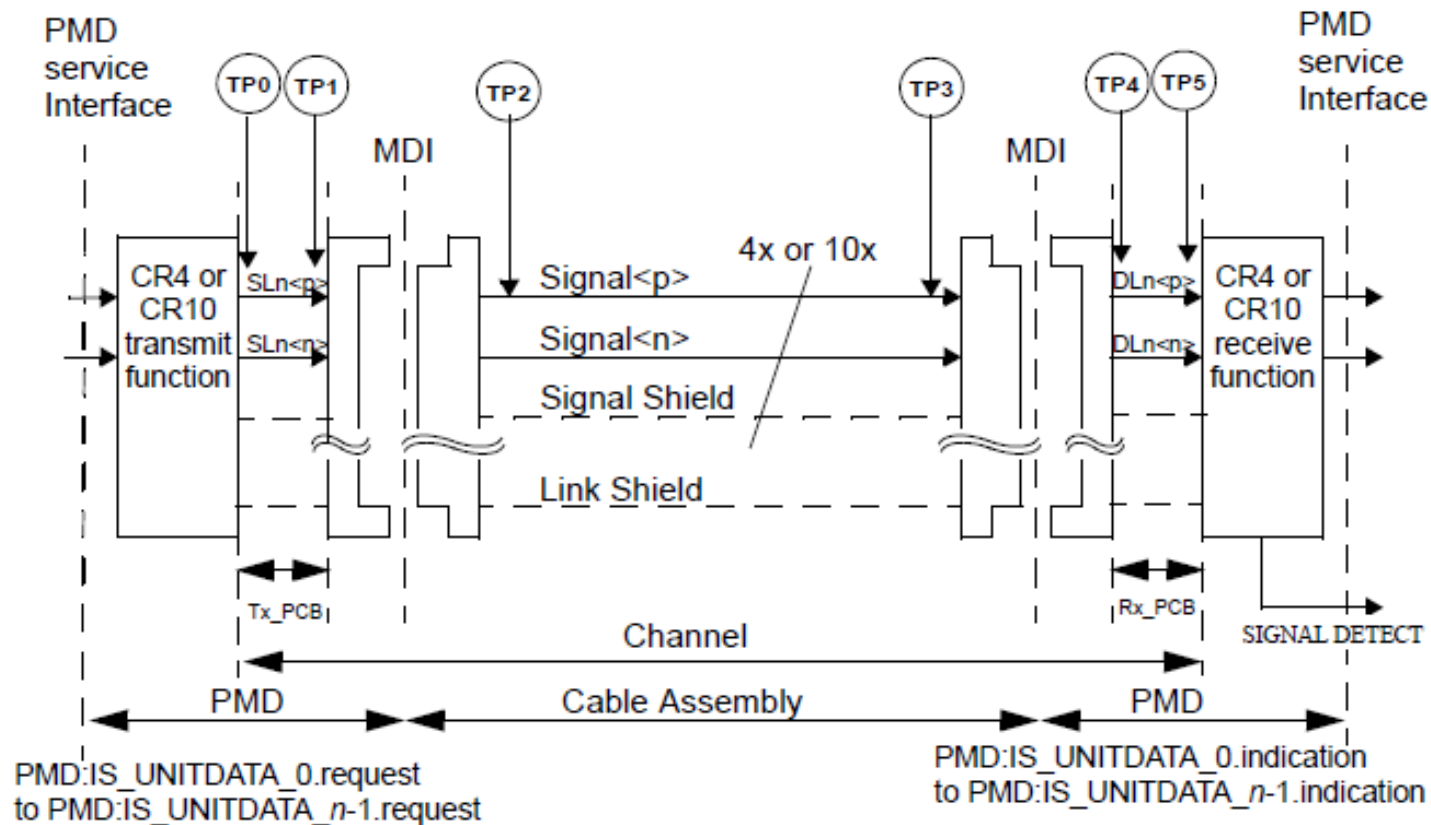 PMD
service
Interface
TP0
TP1
TP2
TP3
TP4
TP5
PMD
service
Interface
MDI
MDI
4x or 10x
CR4 or
CR10
transmit
function
SLn<p>
SLn<n>
Signal<p>
Signal<n>
Signal Shield
Link Shield
DLn<p>
DLn<n>
CR4 or
CR10
receive
function
Tx_PCB
Rx_PCB
SIGNAL DETECT
Channel
PMD
Cable Assembly
PMD
PMD:IS_UNITDATA_0.request
to PMD:IS_UNITDATA_n-1.request
PMD:IS_UNITDATA_0.indication
to PMD:IS_UNITDATA_n-1.indication